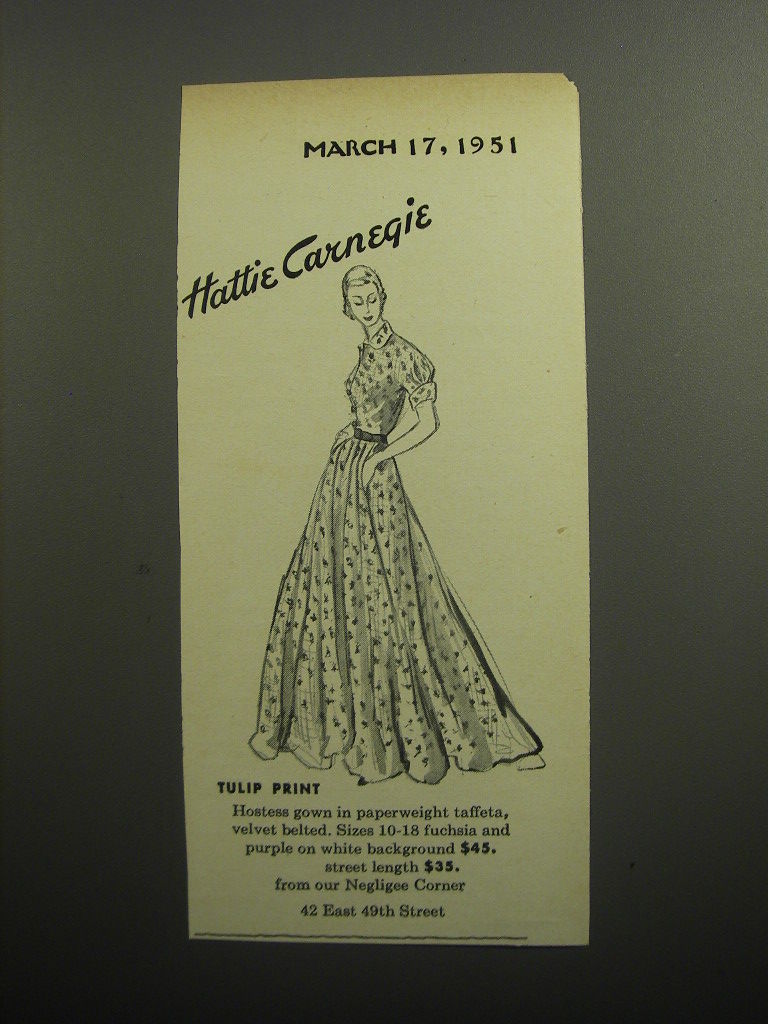 MARCH 17, 1951
Hattie Carnegie
TULIP PRINT
Hostess gown in paperweight taffeta,
velvet belted. Sizes 10-18 fuchsia and
purple on white background $45.
street length $35.
from our Negligee Corner
42 East 49th Street